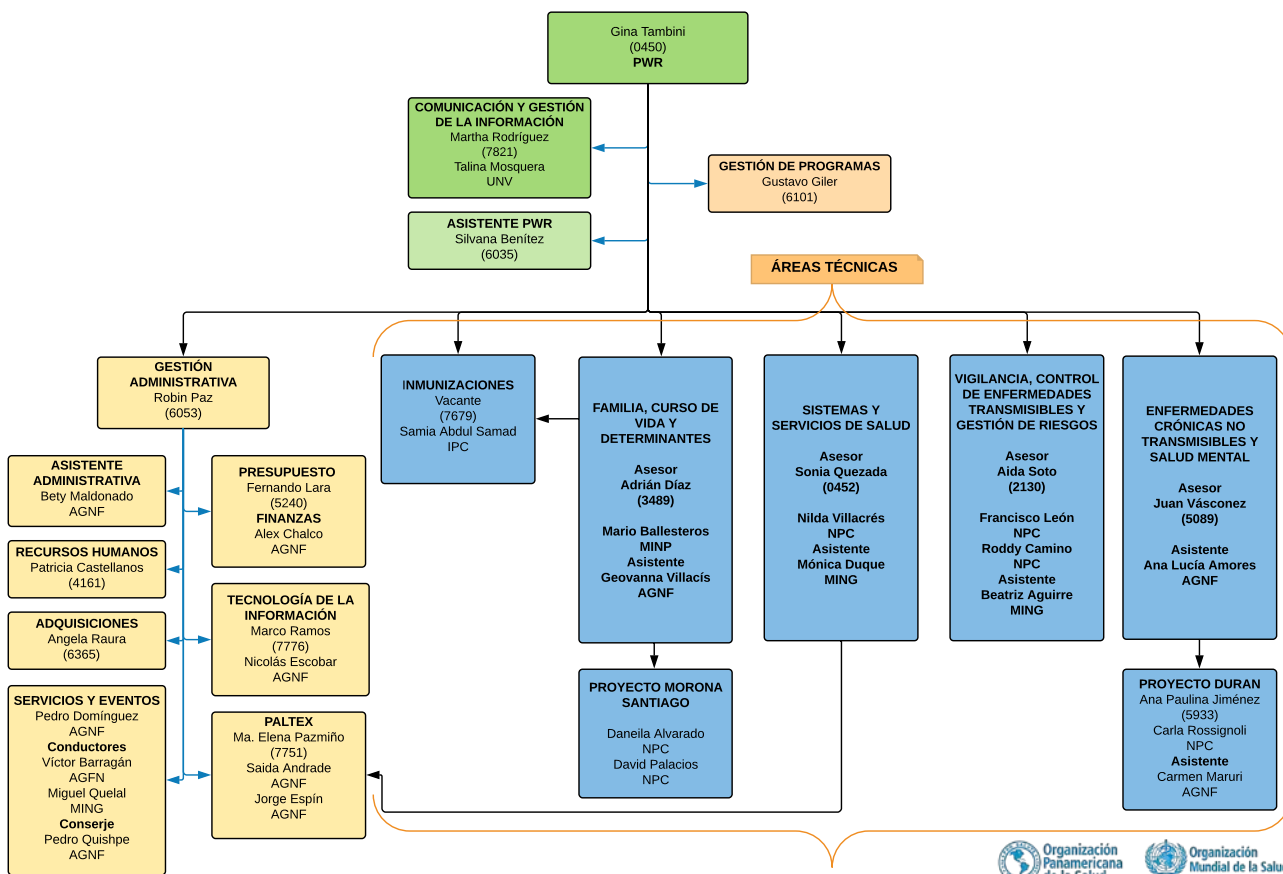 Gina Tambini
(0450)
PWR
COMUNICACIÓN Y GESTIÓN
DE LA INFORMACIÓN
Martha Rodríguez
(7821)
Talina Mosquera
UNV
GESTIÓN DE PROGRAMAS
Gustavo Giler
(6101)
ASISTENTE PWR
Silvana Benítez
(6035)
ÁREAS TÉCNICAS
GESTIÓN
ADMINISTRATIVA
Robin Paz
(6053)
INMUNIZACIONES
Vacante
(7679)
Samia Abdul Samad
IPC
FAMILIA, CURSO DE
VIDA Y
DETERMINANTES
Asesor
Adrián Díaz
(3489)
Mario Ballesteros
MINP
Asistente
Geovanna Villacís
AGNF
SISTEMAS Y
SERVICIOS DE SALUD
Asesor
Sonia Quezada
(0452)
Nilda Villacrés
NPC
Asistente
Mónica Duque
MING
VIGILANCIA, CONTROL
DE ENFERMEDADES
TRANSMISIBLES Y
GESTIÓN DE RIESGOS
Asesor
Aida Soto
(2130)
Francisco León
NPC
Roddy Camino
NPC
Asistente
Beatriz Aguirre
MING
ENFERMEDADES
CRÓNICAS NO
TRANSMISIBLES Y
SALUD MENTAL
Asesor
Juan Vásconez
(5089)
Asistente
Ana Lucía Amores
AGNF
ASISTENTE
ADMINISTRATIVA
Bety Maldonado
AGNF
PRESUPUESTO
Fernando Lara
(5240)
FINANZAS
Alex Chalco
AGNF
RECURSOS HUMANOS
Patricia Castellanos
(4161)
TECNOLOGÍA DE LA
INFORMACIÓN
Marco Ramos
(7776)
Nicolás Escobar
AGNF
ADQUISICIONES
Angela Raura
(6365)
SERVICIOS Y EVENTOS
Pedro Domínguez
AGNF
Conductores
Víctor Barragán
AGFN
Miguel Quelal
MING
Conserje
Pedro Quishpe
AGNF
PALTEX
Ma. Elena Pazmiño
(7751)
Saida Andrade
AGNF
Jorge Espín
AGNF
PROYECTO MORONA
SANTIAGO
Daneila Alvarado
NPC
David Palacios
NPC
PROYECTO DURAN
Ana Paulina Jiménez
(5933)
Carla Rossignoli
NPC
Asistente
Carmen Maruri
AGNF
Organización
Panamericana
de la Salud
Organización
Mundial de la Salu